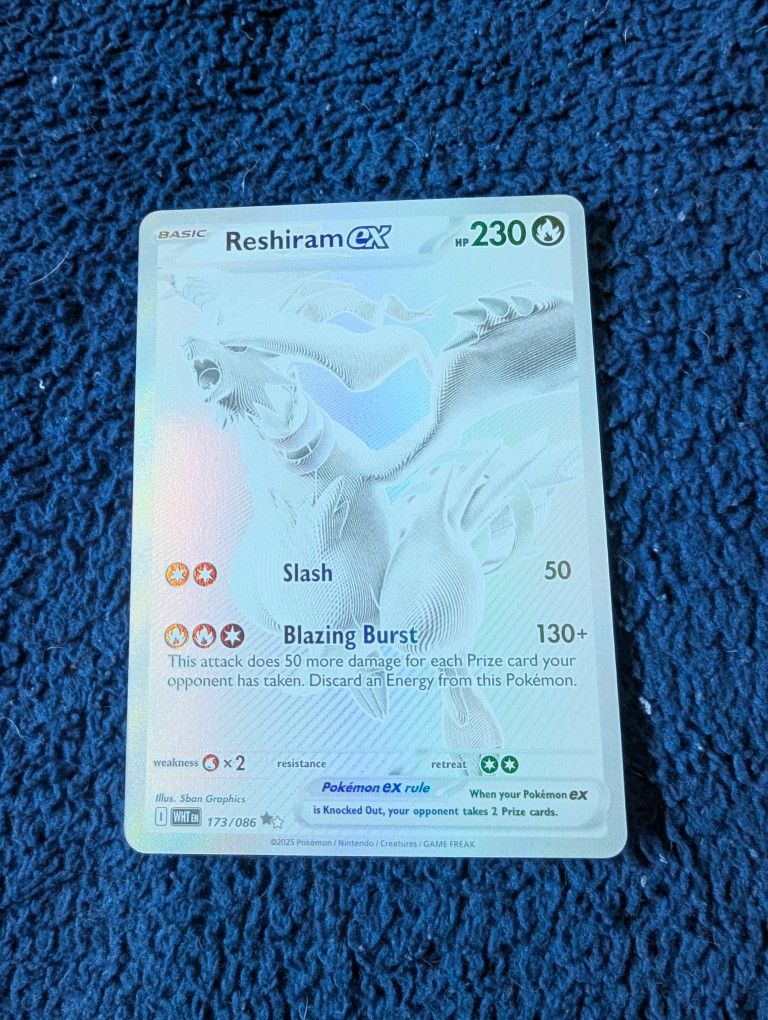 BASIC Reshiram ex HP 230
Slash 50
Blazing Burst 130+
This attack does 50 more damage for each Prize card your
opponent has taken. Discard an Energy from this Pokémon.
weakness ×2 resistance retreat
Illus. 5ban Graphics
Pokémon ex rule When your Pokémon ex
is Knocked Out, your opponent takes 2 Prize cards.
I WHT EN 173/086
©2025 Pokémon / Nintendo / Creatures / GAME FREAK